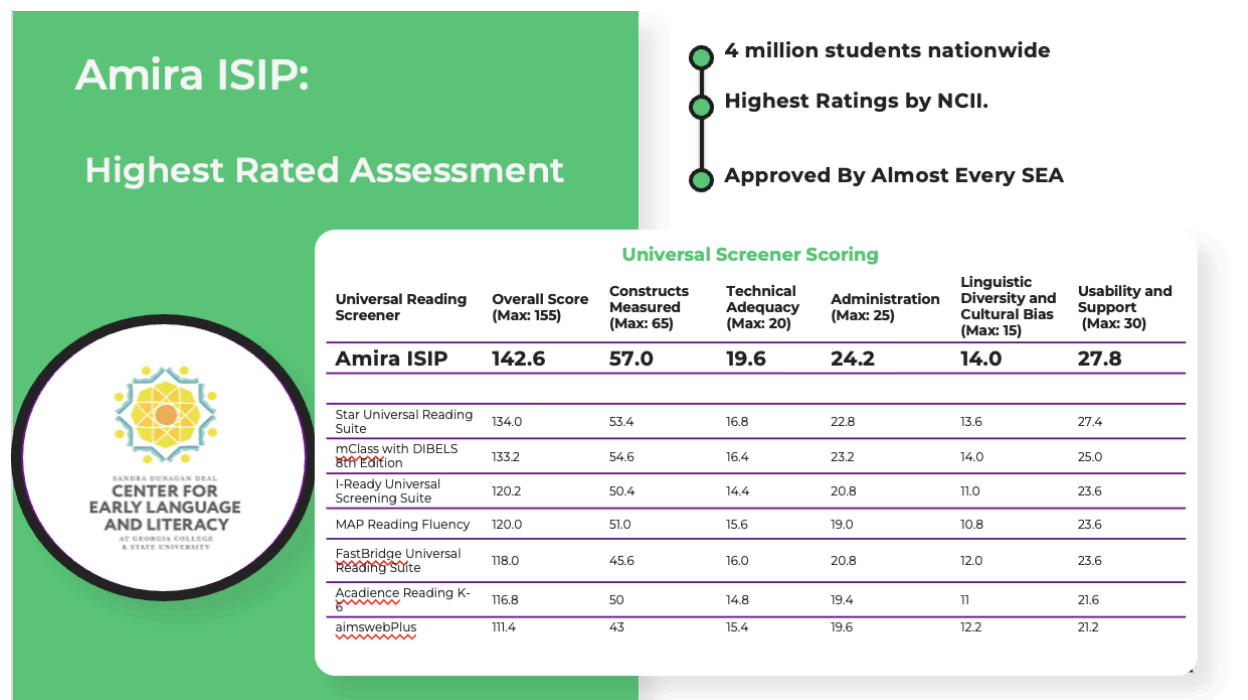 Amira ISIP:
Highest Rated Assessment
4 million students nationwide
Highest Ratings by NCII.
Approved By Almost Every SEA
SANDRA DUNAGAN DEAL
CENTER FOR
EARLY LANGUAGE
AND LITERACY
AT GEORGIA COLLEGE
& STATE UNIVERSITY
Universal Screener Scoring
Universal Reading
Screener
Overall Score
(Max: 155)
Constructs
Measured
(Max: 65)
Technical
Adequacy
(Max: 20)
Administration
(Max: 25)
Linguistic
Diversity and
Cultural Bias
(Max: 15)
Usability and
Support
(Max: 30)
Amira ISIP 142.6 57.0 19.6 24.2 14.0 27.8
Star Universal Reading
Suite
134.0 53.4 16.8 22.8 13.6 27.4
mClass with DIBELS
8th Edition
133.2 54.6 16.4 23.2 14.0 25.0
I-Ready Universal
Screening Suite
120.2 50.4 14.4 20.8 11.0 23.6
MAP Reading Fluency 120.0 51.0 15.6 19.0 10.8 23.6
FastBridge Universal
Reading Suite
118.0 45.6 16.0 20.8 12.0 23.6
Acadience Reading K-
6
116.8 50 14.8 19.4 11 21.6
aimswebPlus 111.4 43 15.4 19.6 12.2 21.2